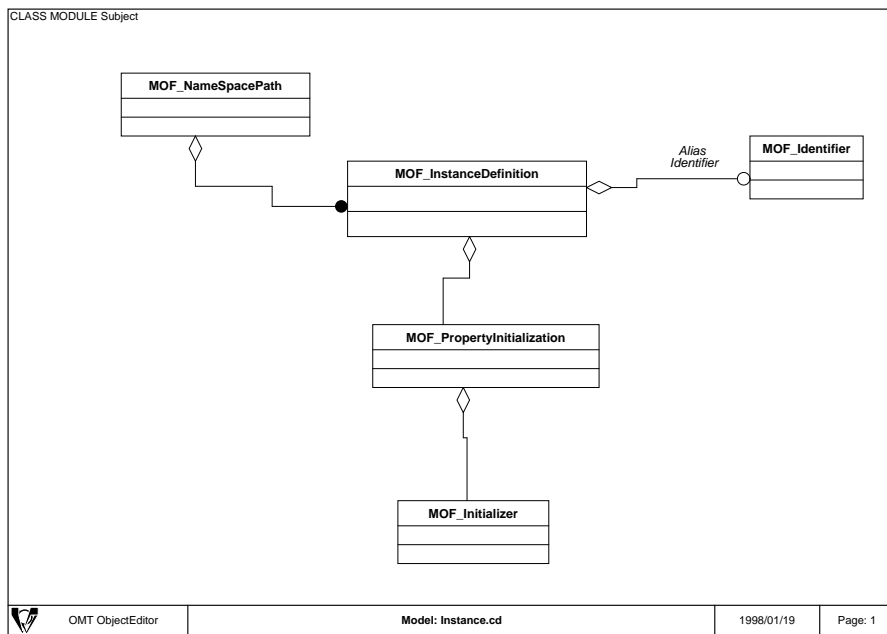 CLASS MODULE Subject
MOF_NameSpacePath
MOF_InstanceDefinition
Alias
Identifier
MOF_Identifier
MOF_PropertyInitialization
MOF_Initializer
OMT ObjectEditor
Model: Instance.cd
1998/01/19
Page: 1